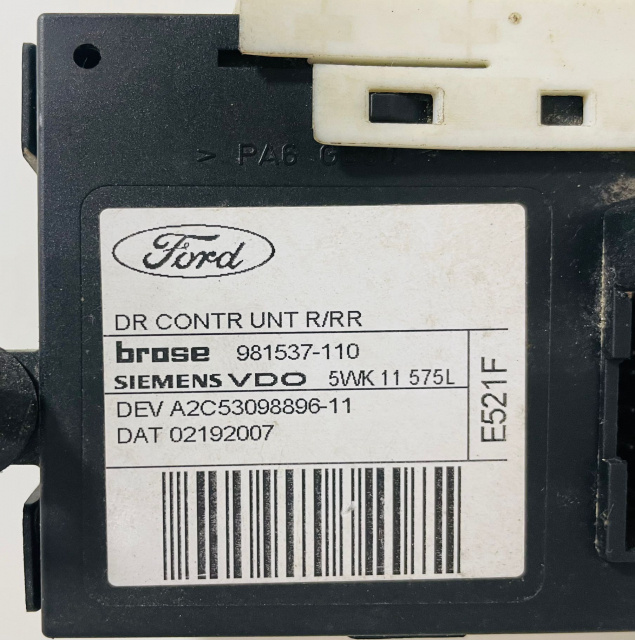 > PA6 G
Ford
DR CONTR UNT R/RR
brose 981537-110
SIEMENS VDO 5WK 11 575L
DEV A2C53098896-11
DAT 02192007
E521F